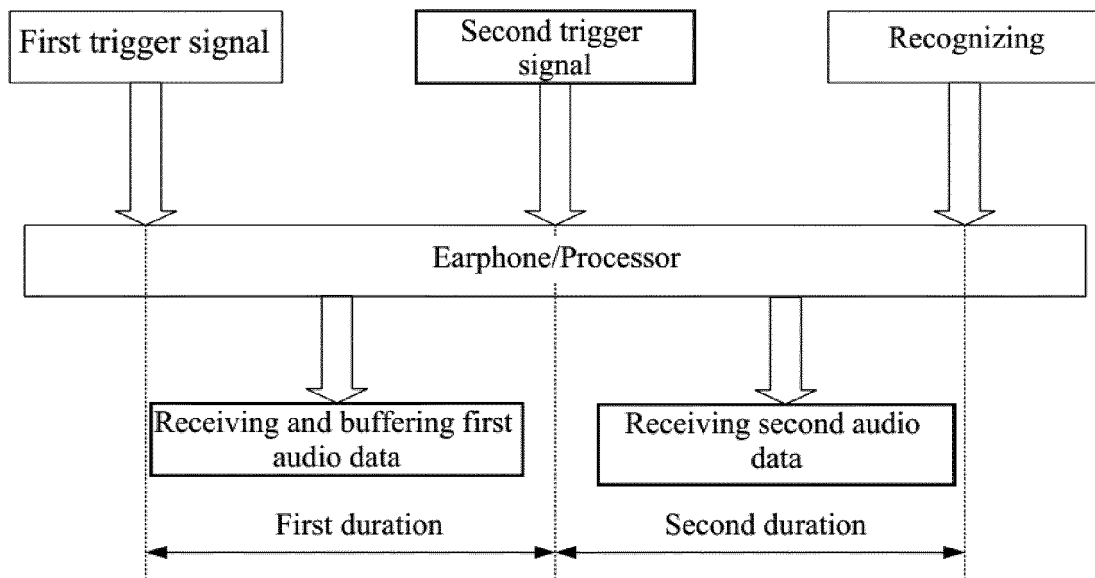 First trigger signal
Second trigger
signal
Recognizing
Earphone/Processor
Receiving and buffering first
audio data
Receiving second audio
data
First duration
Second duration